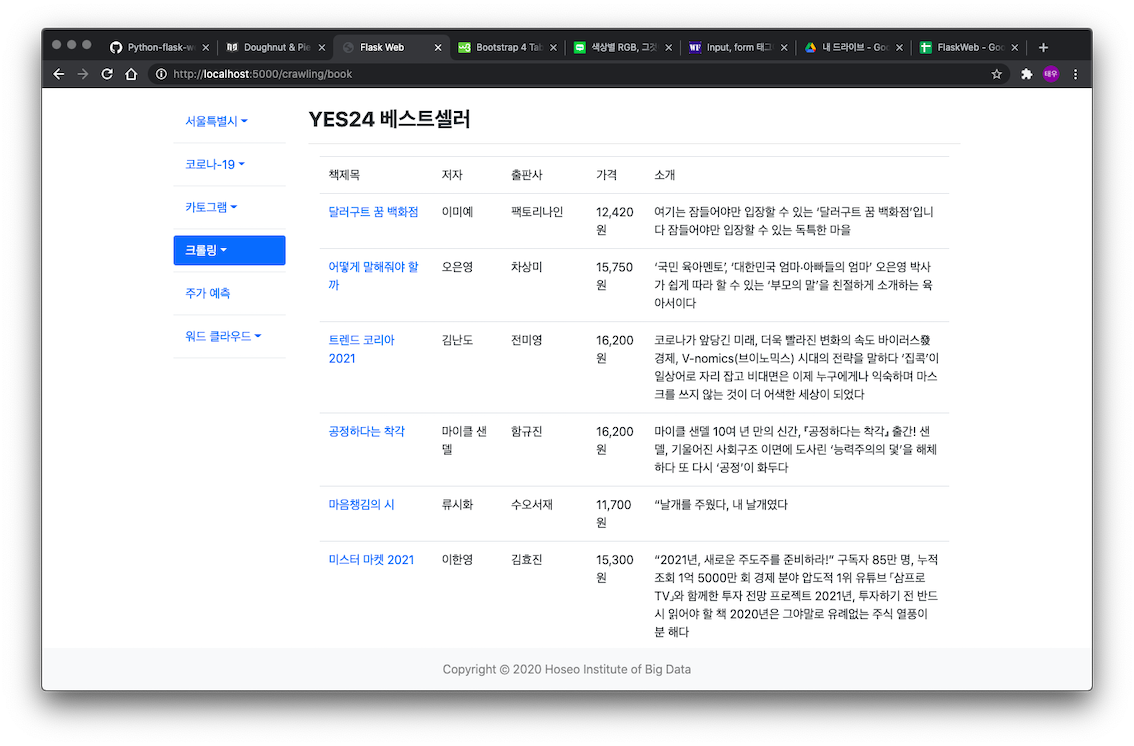 Python-flask-w
Doughnut & Pie
Flask Web
Bootstrap 4 Tab
색상별 RGB, 그것
Input, form 태그
내 드라이브 - Goo
FlaskWeb - Goo
http://localhost:5000/crawling/book
태우
서울특별시
코로나-19
카토그램
크롤링
주가 예측
워드 클라우드
YES24 베스트셀러
책제목 저자 출판사 가격 소개
달러구트 꿈 백화점 이미예 팩토리나인 12,420 여기는 잠들어야만 입장할 수 있는 ‘달러구트 꿈 백화점’입니
원 다 잠들어야만 입장할 수 있는 독특한 마을
어떻게 말해줘야 할 오은영 차상미 15,750 ‘국민 육아멘토’, ‘대한민국 엄마·아빠들의 엄마’ 오은영 박사
까 원 가 쉽게 따라 할 수 있는 ‘부모의 말’을 친절하게 소개하는 육
아서이다
트렌드 코리아 김난도 전미영 16,200 코로나가 앞당긴 미래, 더욱 빨라진 변화의 속도 바이러스發
2021 원 경제, V-nomics(브이노믹스) 시대의 전략을 말하다 ‘집콕’이
일상어로 자리 잡고 비대면은 이제 누구에게나 익숙하며 마스
크를 쓰지 않는 것이 더 어색한 세상이 되었다
공정하다는 착각 마이클 샌 함규진 16,200 마이클 샌델 10여 년 만의 신간, 『공정하다는 착각』 출간! 샌
델 원 델, 기울어진 사회구조 이면에 도사린 ‘능력주의의 덫’을 해체
하다 또 다시 ‘공정’이 화두다
마음챙김의 시 류시화 수오서재 11,700 “날개를 주웠다, 내 날개였다
원
미스터 마켓 2021 이한영 김효진 15,300 “2021년, 새로운 주도주를 준비하라!” 구독자 85만 명, 누적
원 조회 1억 5000만 회 경제 분야 압도적 1위 유튜브 「삼프로
TV」와 함께한 투자 전망 프로젝트 2021년, 투자하기 전 반드
시 읽어야 할 책 2020년은 그야말로 유례없는 주식 열풍이
분 해다
Copyright © 2020 Hoseo Institute of Big Data